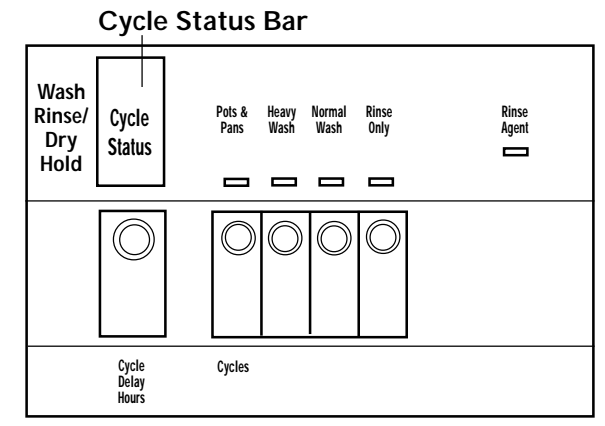 Cycle Status Bar
Wash
Rinse/
Dry
Hold
Cycle
Status
Pots &
Pans
Heavy
Wash
Normal
Wash
Rinse
Only
Rinse
Agent
Cycle
Delay
Hours
Cycles